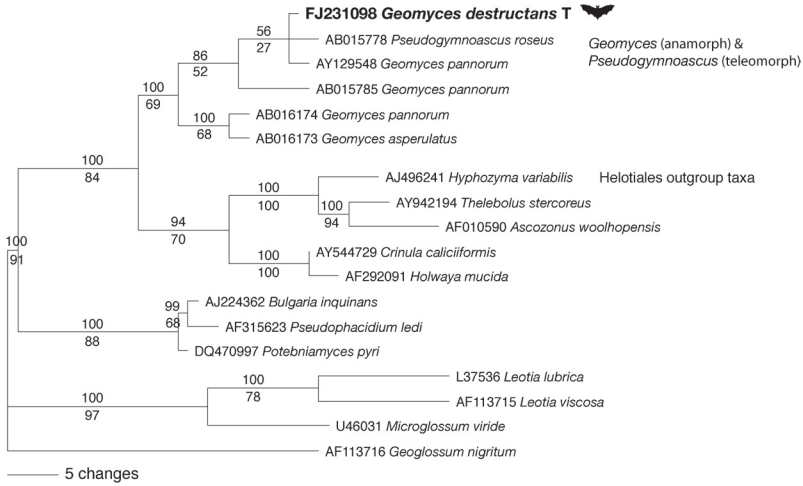 FJ231098 Geomyces destructans T
56
27
AB015778 Pseudogymnoascus roseus
Geomyces (anamorph) &
Pseudogymnoascus (teleomorph)
86
52
AY129548 Geomyces pannorum
100
69
AB015785 Geomyces pannorum
100
68
AB016174 Geomyces pannorum
AB016173 Geomyces asperulatus
100
84
AJ496241 Hyphozyma variabilis
Helotiales outgroup taxa
100
100
AY942194 Thelebolus stercoreus
100
94
AF010590 Ascozonus woolhopensis
94
70
AY544729 Crinula caliciiformis
100
100
AF292091 Holwaya mucida
100
91
AJ224362 Bulgaria inquinans
99
68
AF315623 Pseudophacidium ledi
100
88
DQ470997 Potebniamyces pyri
L37536 Leotia lubrica
100
78
AF113715 Leotia viscosa
100
97
U46031 Microglossum viride
AF113716 Geoglossum nigritum
5 changes